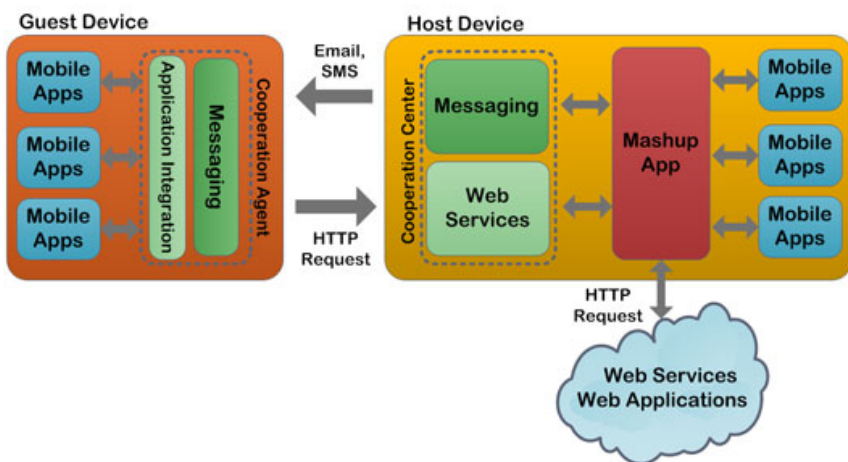 Guest Device
Mobile
Apps
Mobile
Apps
Mobile
Apps
Application Integration
Messaging
Cooperation Agent
Email,
SMS
HTTP
Request
Host Device
Cooperation Center
Messaging
Web
Services
Mashup
App
Mobile
Apps
Mobile
Apps
Mobile
Apps
HTTP
Request
Web Services
Web Applications